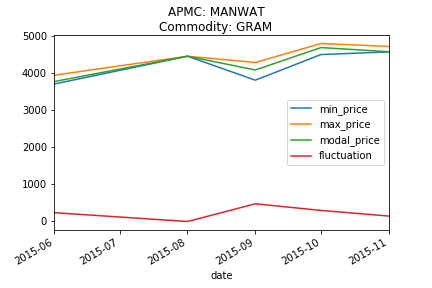 APMC: MANWAT
Commodity: GRAM
5000
4000
3000
2000
1000
0
min_price
max_price
modal_price
fluctuation
2015-06
2015-07
2015-08
2015-09
2015-10
2015-11
date